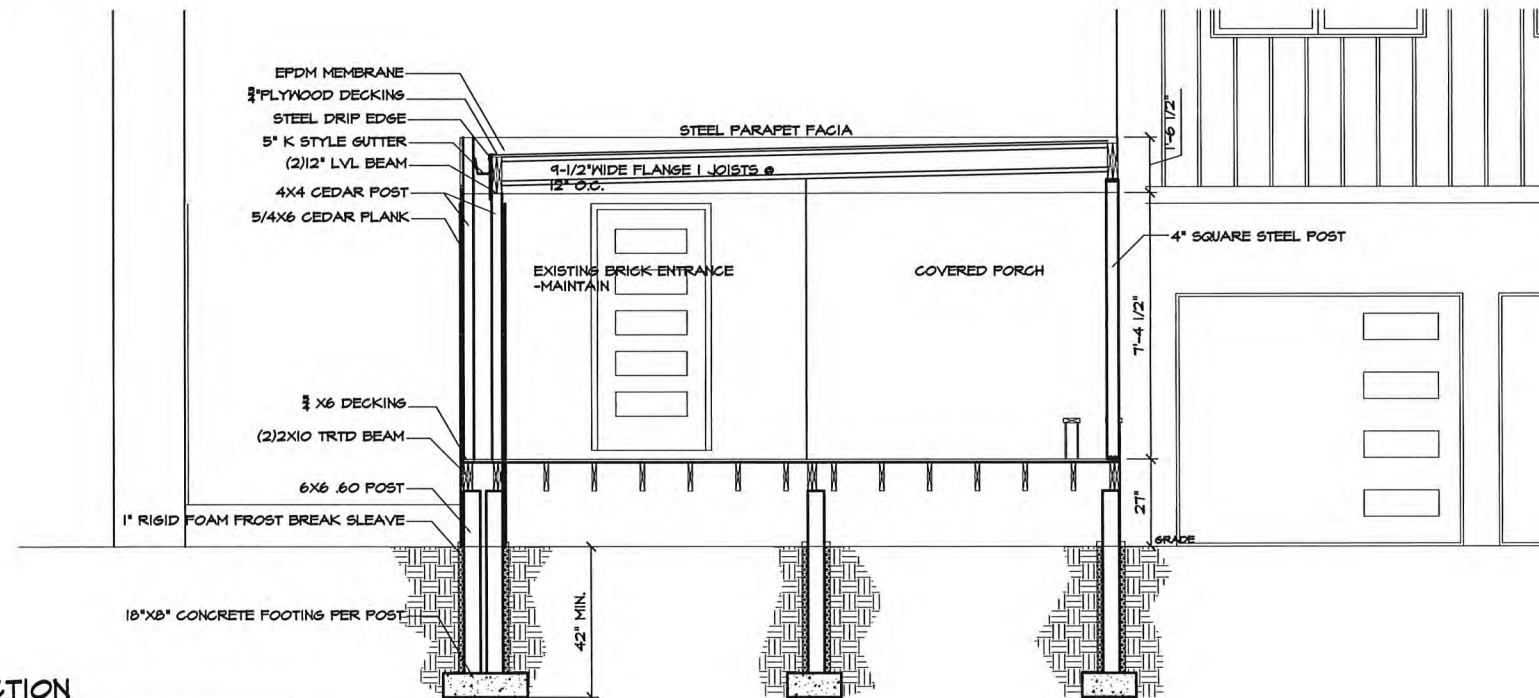 EPDM MEMBRANE
3/4" PLYWOOD DECKING
STEEL DRIP EDGE
5" K STYLE GUTTER
(2)12" LVL BEAM
4X4 CEDAR POST
5/4X6 CEDAR PLANK
STEEL PARAPET FACIA
9-1/2" WIDE FLANGE I JOISTS @
12" O.C.
1'-6 1/2"
4" SQUARE STEEL POST
EXISTING BRICK ENTRANCE
-MAINTAIN
COVERED PORCH
7'-4 1/2"
X6 DECKING
(2)2X10 TRTD BEAM
6X6 .60 POST
1" RIGID FOAM FROST BREAK SLEAVE
27"
GRADE
18"X8" CONCRETE FOOTING PER POST
42" MIN.